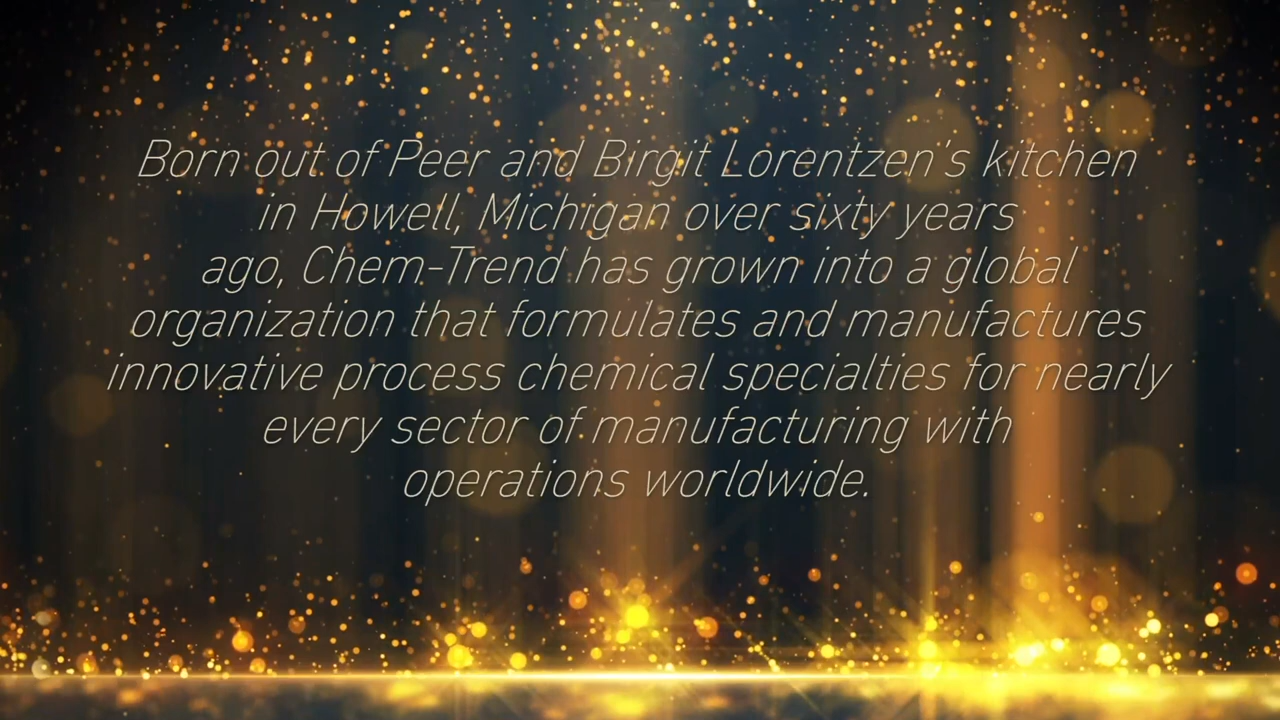 Born out of Peer and Birgit Lorentzen's kitchen
in Howell, Michigan over sixty years
ago, Chem-Trend has grown into a global
organization that formulates and manufactures
innovative process chemical specialties for nearly
every sector of manufacturing with
operations worldwide.